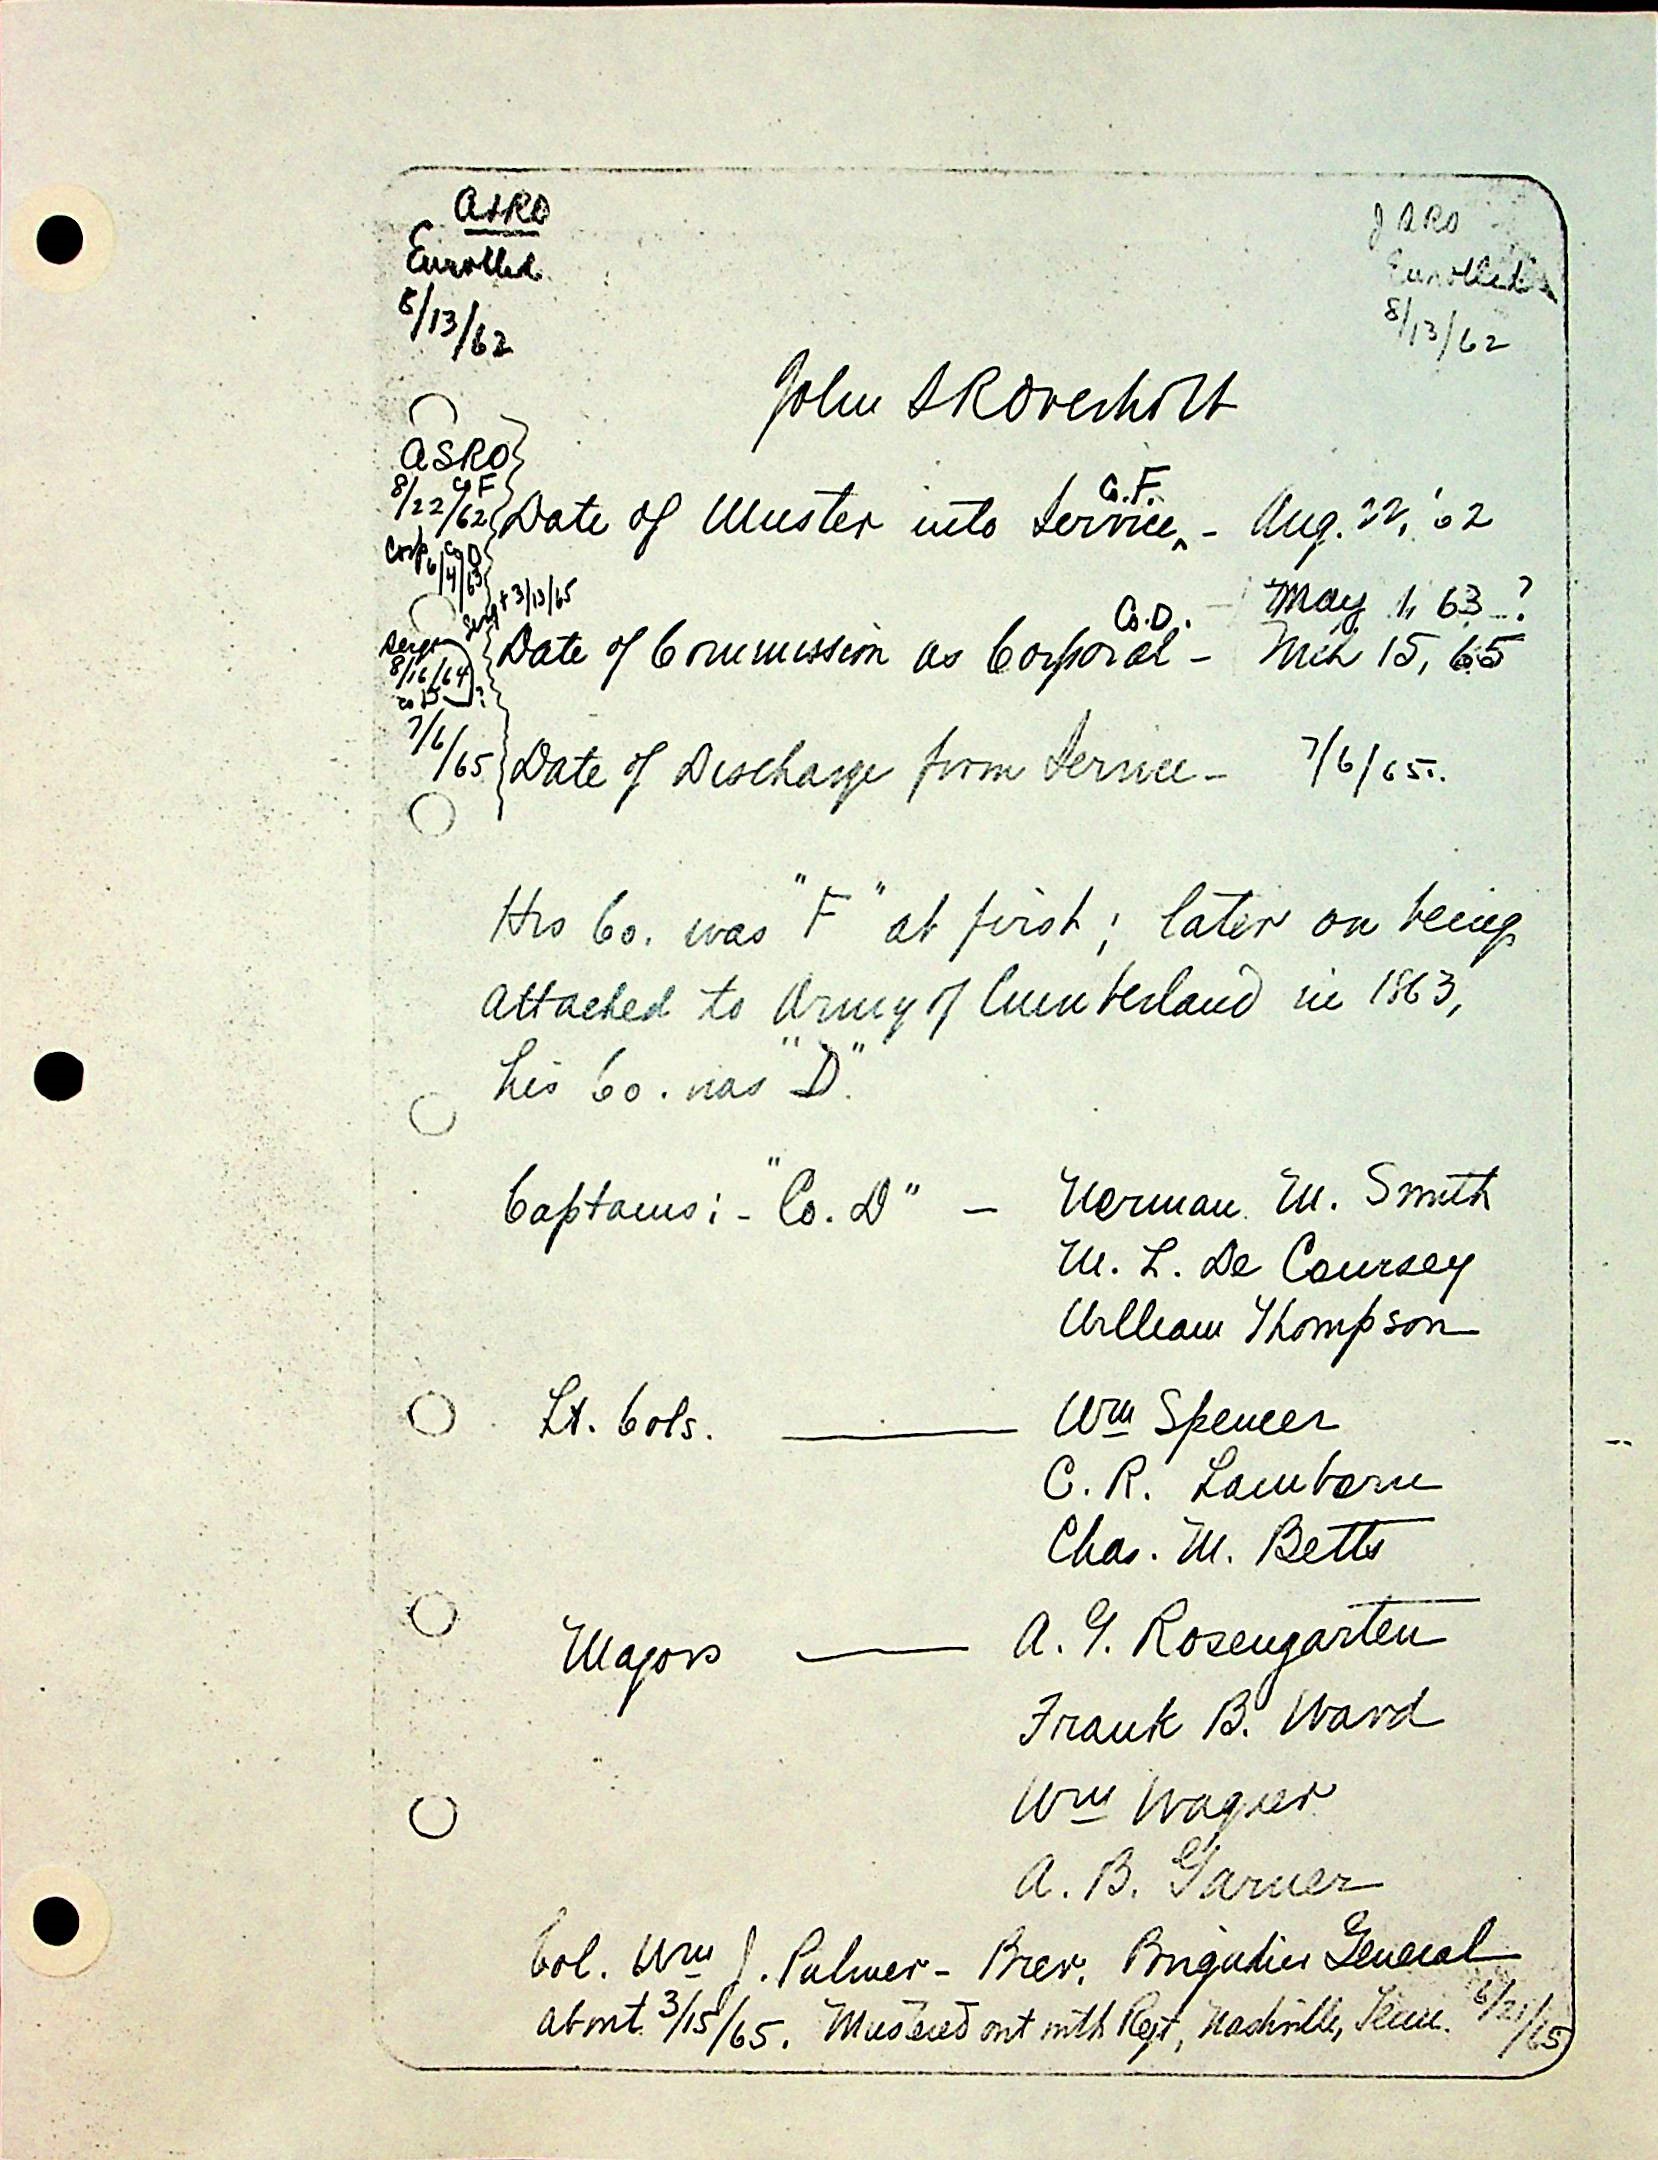 ASRO
Enrolled
8/13/62
J SRO
Enrolled
8/13/62
John SR Overholt
ASRO
8/22/62 Co F
Date of Muster into Service, Co. F. - Aug. 22, '62
Corp Co D
6/4/63
Sergt 3/13/65
May 1, 63 - ?
Date of Commission as Corporal Co. D. - Mch 15, 65
Sergt
8/16/64
Co D ?
7/6/65
Date of Discharge from Service - 7/6/65.
His Co. was "F" at first; later on being
attached to Army of Cumberland in 1863,
his Co. was "D".
Captains: - "Co. D" - Norman M. Smith
M. L. De Coursey
William Thompson
Lt. Cols. — Wm Spencer
C. R. Lamborn
Chas. M. Betts
Majors — A. G. Rosengarten
Frank B. Ward
Wm Wagner
A. B. Garner
Col. Wm J. Palmer - Brev. Brigadier General
about 3/15/65. Mustered out with Regt, Nashville, Tenn. 6/21/65